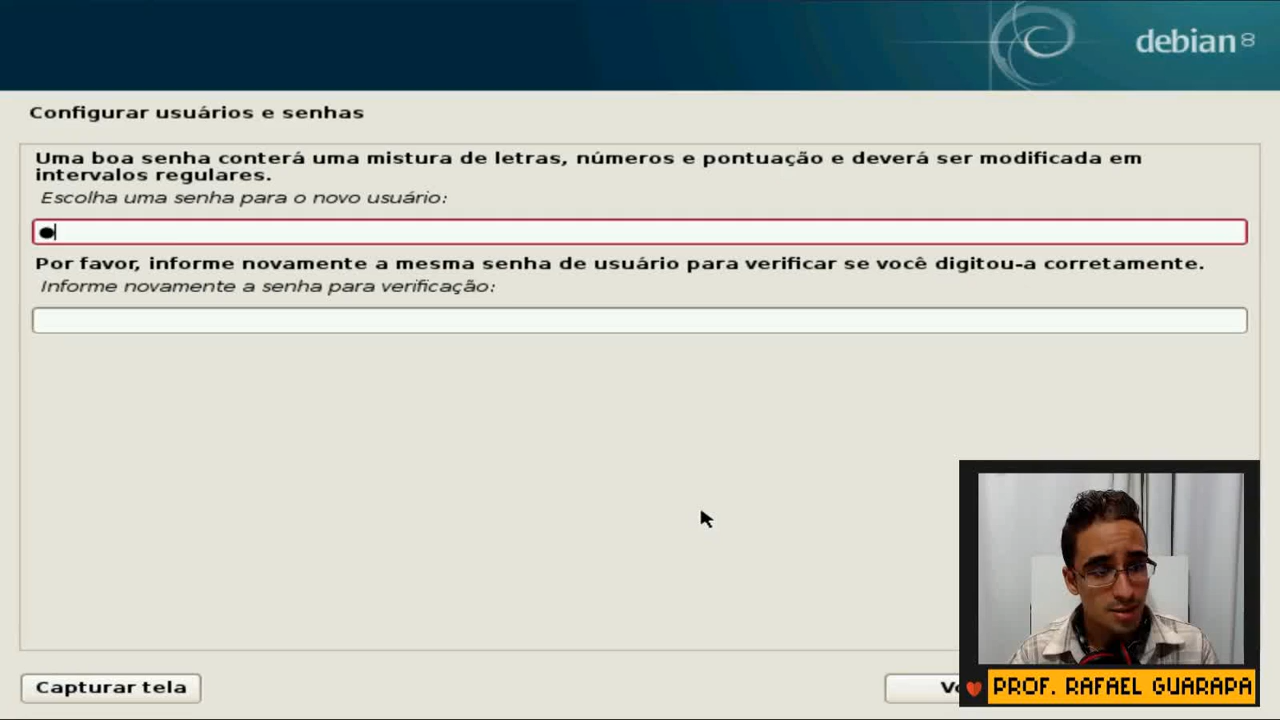 debian 8
Configurar usuários e senhas
Uma boa senha conterá uma mistura de letras, números e pontuação e deverá ser modificada em
intervalos regulares.
Escolha uma senha para o novo usuário:
Por favor, informe novamente a mesma senha de usuário para verificar se você digitou-a corretamente.
Informe novamente a senha para verificação:
Capturar tela
PROF. RAFAEL GUARAPA